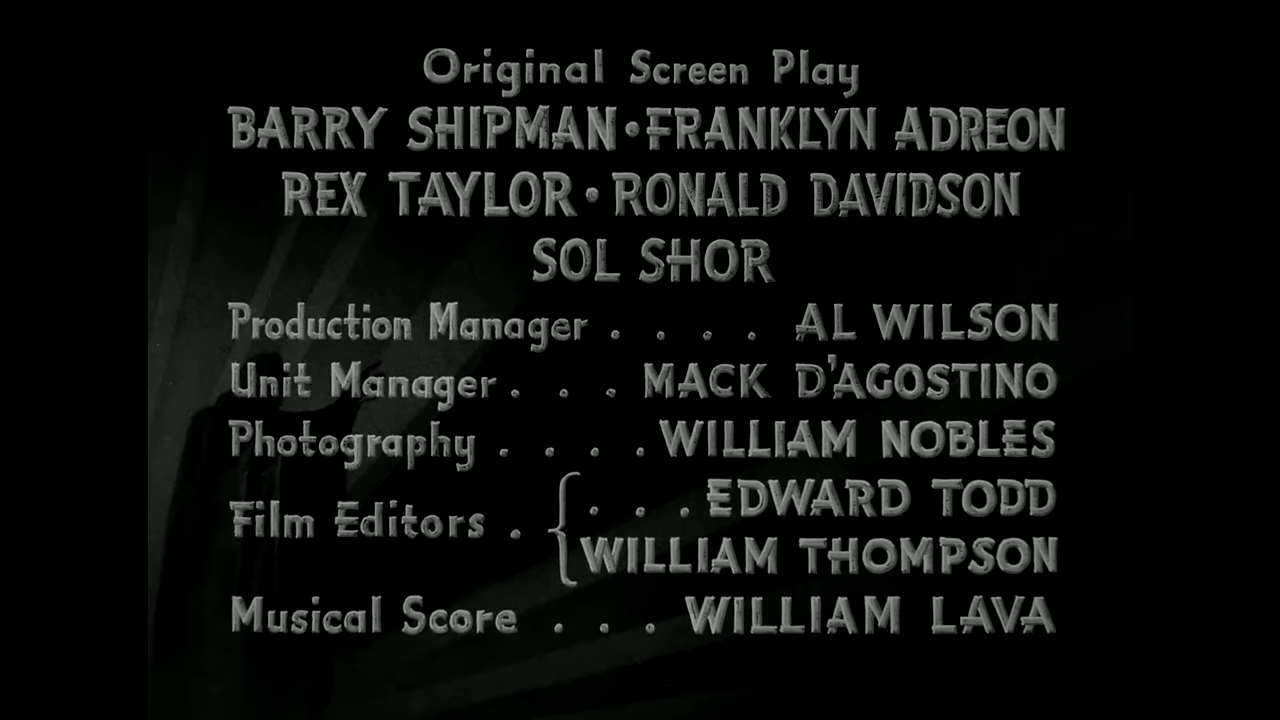 Original Screen Play
BARRY SHIPMAN • FRANKLYN ADREON
REX TAYLOR • RONALD DAVIDSON
SOL SHOR
Production Manager . . . . AL WILSON
Unit Manager . . . MACK D'AGOSTINO
Photography . . . . WILLIAM NOBLES
Film Editors . { . . . EDWARD TODD
WILLIAM THOMPSON
Musical Score . . . WILLIAM LAVA